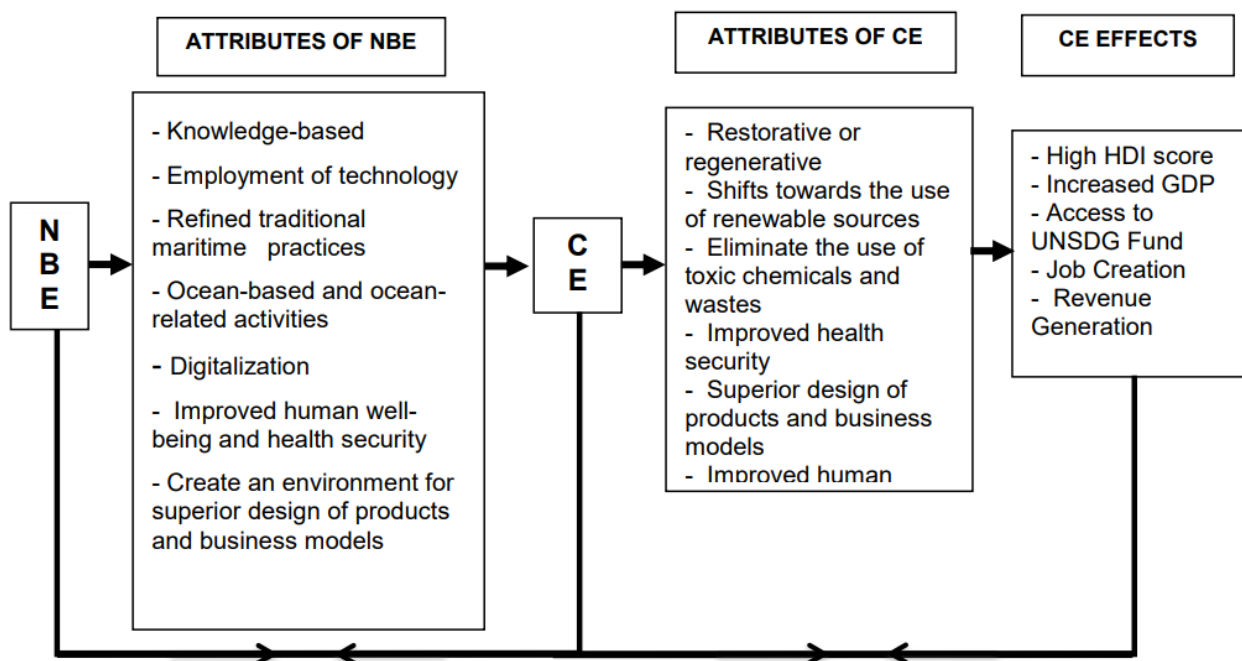 ATTRIBUTES OF NBE
ATTRIBUTES OF CE
CE EFFECTS
N
B
E
- Knowledge-based
- Employment of technology
- Refined traditional
maritime practices
- Ocean-based and ocean-
related activities
- Digitalization
- Improved human well-
being and health security
- Create an environment for
superior design of products
and business models
C
E
- Restorative or
regenerative
- Shifts towards the use
of renewable sources
- Eliminate the use of
toxic chemicals and
wastes
- Improved health
security
- Superior design of
products and business
models
- Improved human
- High HDI score
- Increased GDP
- Access to
UNSDG Fund
- Job Creation
- Revenue
Generation